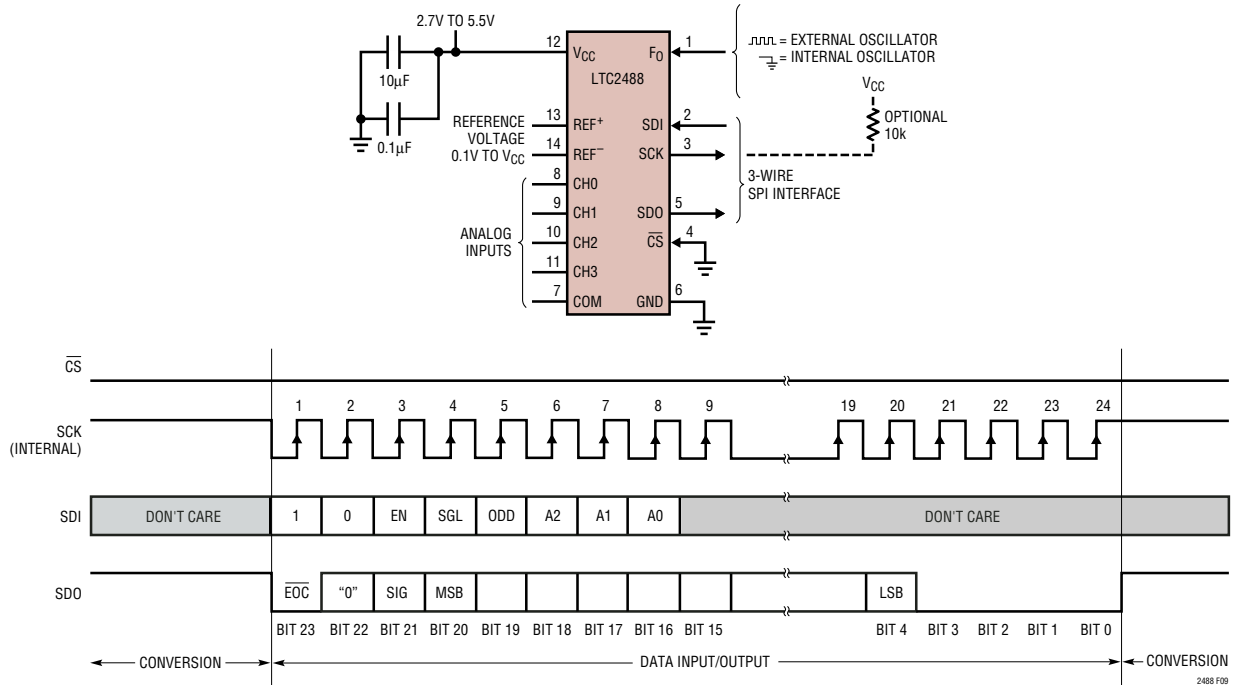 2.7V TO 5.5V
10µF
0.1µF
12
VCC
LTC2488
F0
1
= EXTERNAL OSCILLATOR
= INTERNAL OSCILLATOR
VCC
OPTIONAL
10k
REFERENCE
VOLTAGE
0.1V TO VCC
13
REF+
14
REF–
SDI
2
SCK
3
3-WIRE
SPI INTERFACE
ANALOG
INPUTS
8
CH0
9
CH1
10
CH2
11
CH3
7
COM
SDO
5
CS
4
GND
6
CS
SCK
(INTERNAL)
1 2 3 4 5 6 7 8 9 19 20 21 22 23 24
SDI
DON'T CARE 1 0 EN SGL ODD A2 A1 A0 DON'T CARE
SDO
EOC “0” SIG MSB LSB
BIT 23 BIT 22 BIT 21 BIT 20 BIT 19 BIT 18 BIT 17 BIT 16 BIT 15 BIT 4 BIT 3 BIT 2 BIT 1 BIT 0
CONVERSION DATA INPUT/OUTPUT CONVERSION
2488 F09